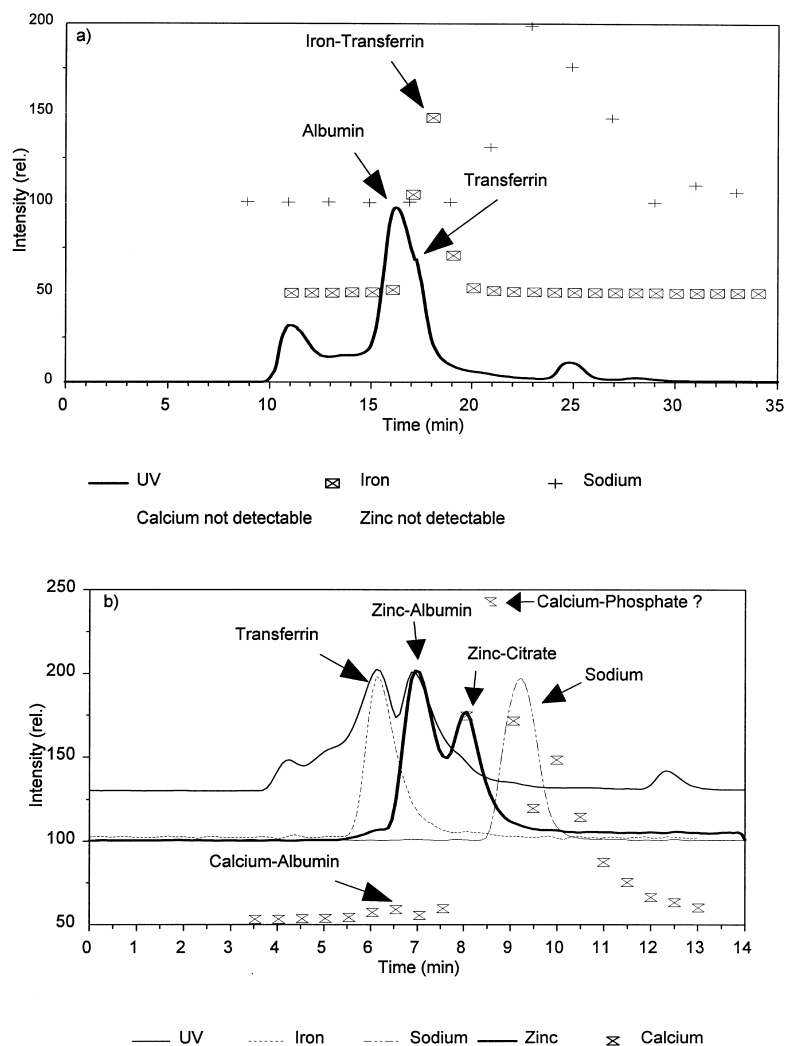 200
a)
Iron-Transferrin
150
Albumin
Transferrin
Intensity (rel.)
100
50
0
0 5 10 15 20 25 30 35
Time (min)
UV Iron Sodium
Calcium not detectable Zinc not detectable
250
b)
Calcium-Phosphate ?
Zinc-Albumin
Transferrin
Zinc-Citrate
200
Sodium
Intensity (rel.)
150
100
Calcium-Albumin
50
0 1 2 3 4 5 6 7 8 9 10 11 12 13 14
Time (min)
UV Iron Sodium Zinc Calcium